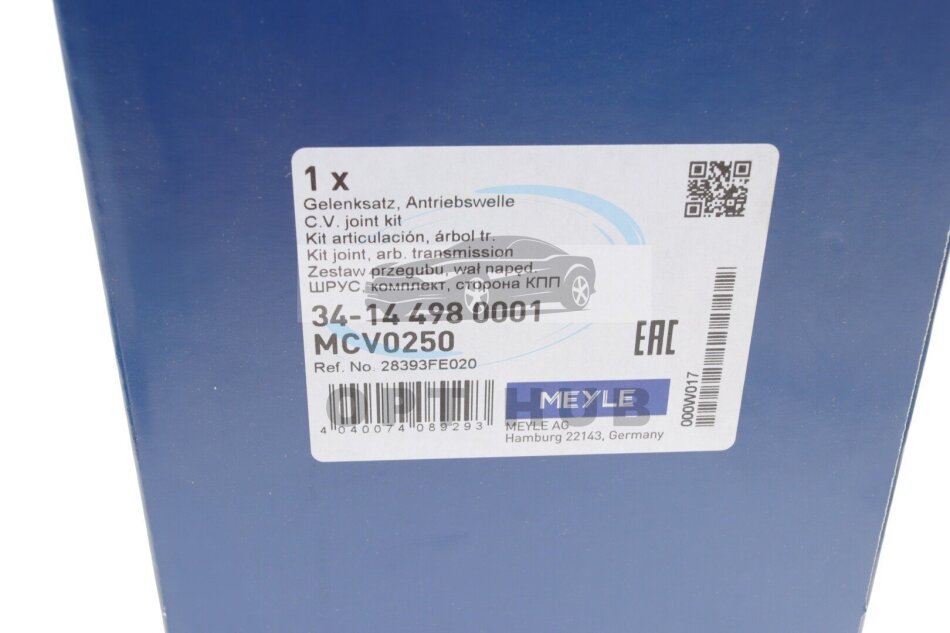 1 x
Gelenksatz, Antriebswelle
C.V. joint kit
Kit articulación, árbol tr.
Kit joint, arb. transmission
Zestaw przegubu, wał napęd.
ШРУС, комплект, сторона КПП
34-14 498 0001
MCV0250
Ref. No. 28393FE020
EAC
000W017
OPT HUB
MEYLE
4 040074 089293
MEYLE AG
Hamburg 22143, Germany